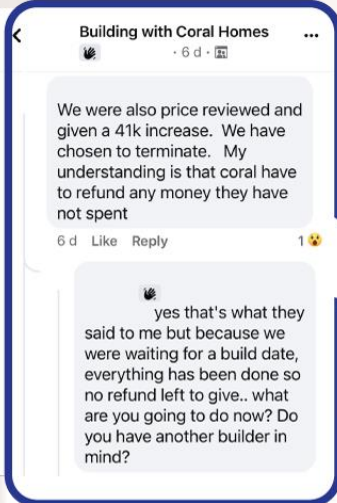 Building with Coral Homes
· 6 d ·
We were also price reviewed and
given a 41k increase. We have
chosen to terminate. My
understanding is that coral have
to refund any money they have
not spent
6 d Like Reply 1
yes that's what they
said to me but because we
were waiting for a build date,
everything has been done so
no refund left to give.. what
are you going to do now? Do
you have another builder in
mind?